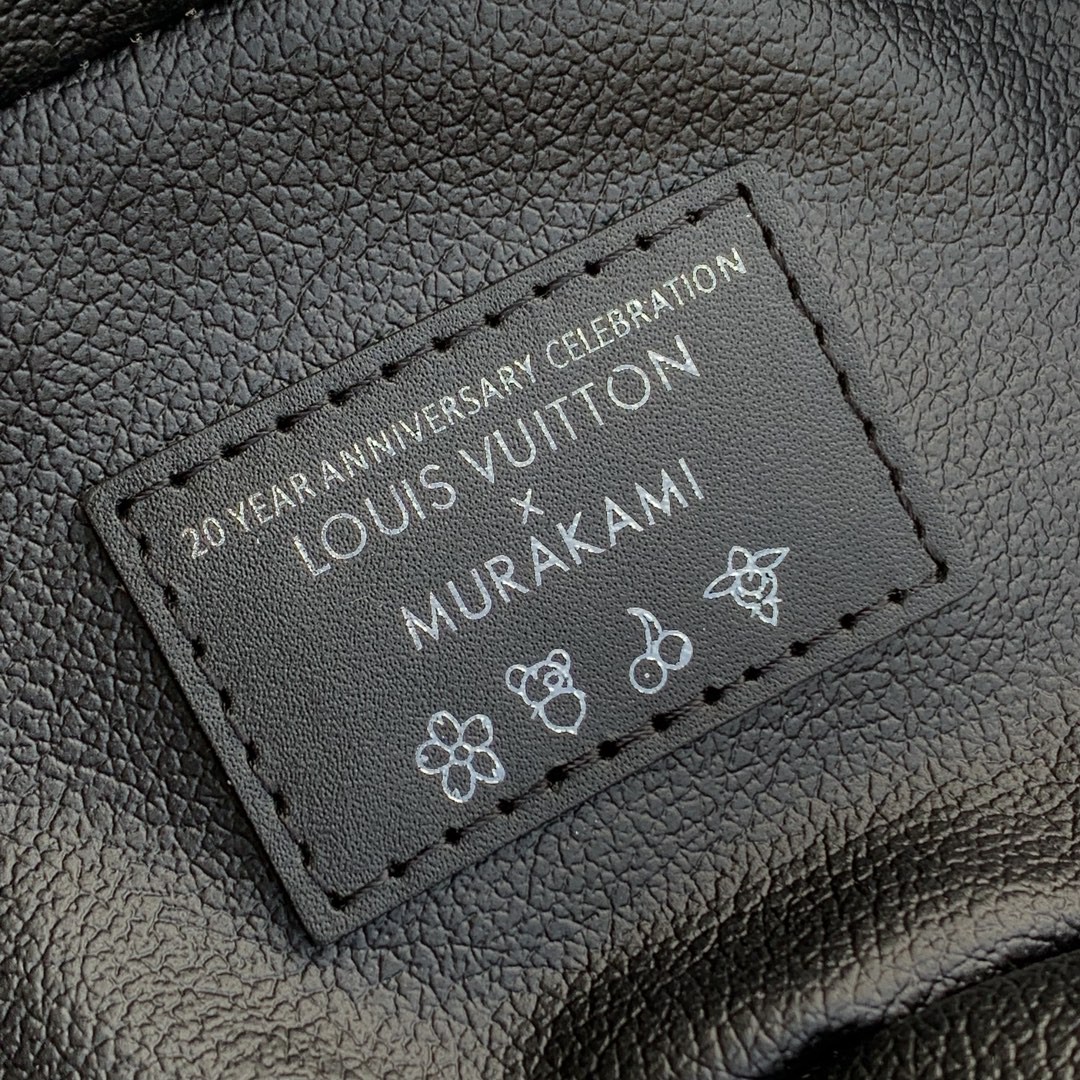 20 YEAR ANNIVERSARY CELEBRATION
LOUIS VUITTON
X
MURAKAMI